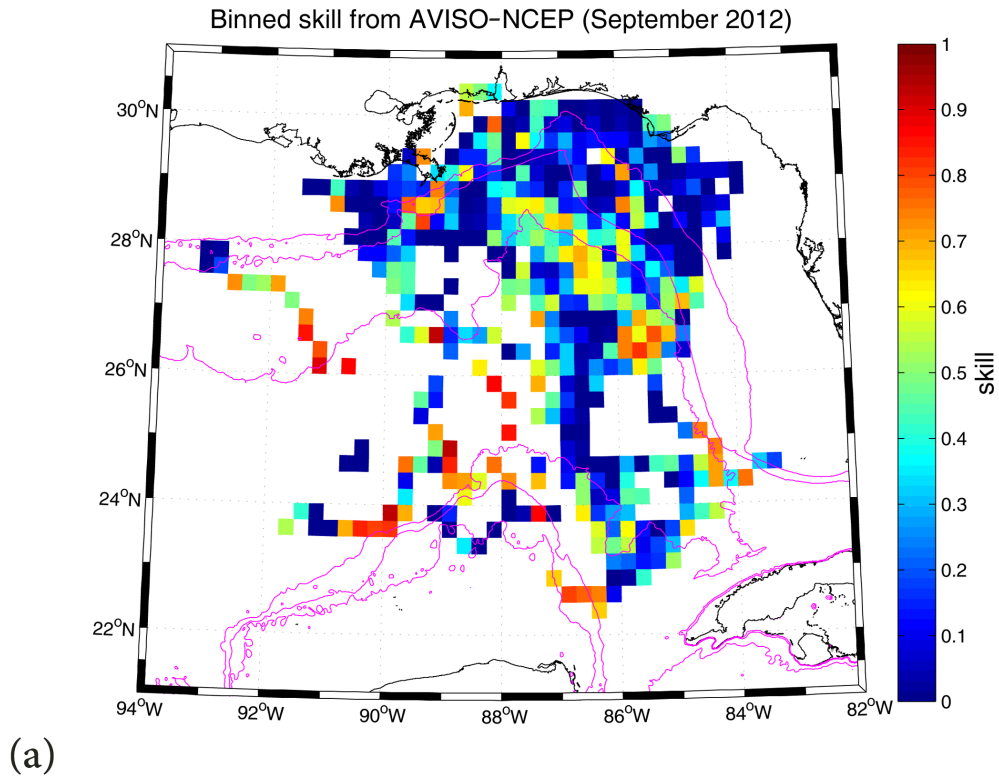 Binned skill from AVISO-NCEP (September 2012)
30°N
28°N
26°N
24°N
22°N
94°W
92°W
90°W
88°W
86°W
84°W
82°W
1
0.9
0.8
0.7
0.6
0.5
0.4
0.3
0.2
0.1
0
skill
(a)